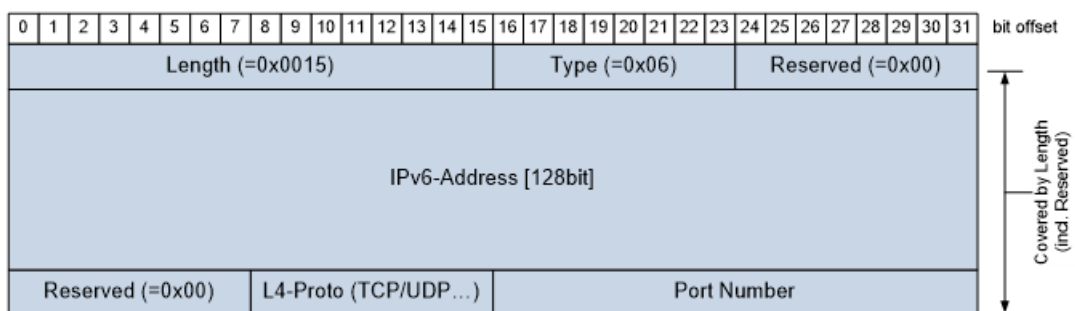 0 1 2 3 4 5 6 7 8 9 10 11 12 13 14 15 16 17 18 19 20 21 22 23 24 25 26 27 28 29 30 31 bit offset
Length (=0x0015) Type (=0x06) Reserved (=0x00)
IPv6-Address [128bit]
Covered by Length
(incl. Reserved)
Reserved (=0x00) L4-Proto (TCP/UDP...) Port Number